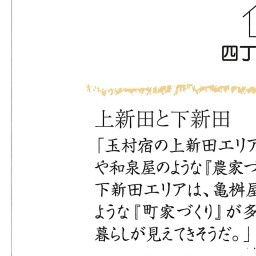 四丁
上新田と下新田
「玉村宿の上新田エリア
や和泉屋のような『農家づ
下新田エリアは、亀桝屋
ような『町家づくり』が多
暮らしが見えてきそうだ。」